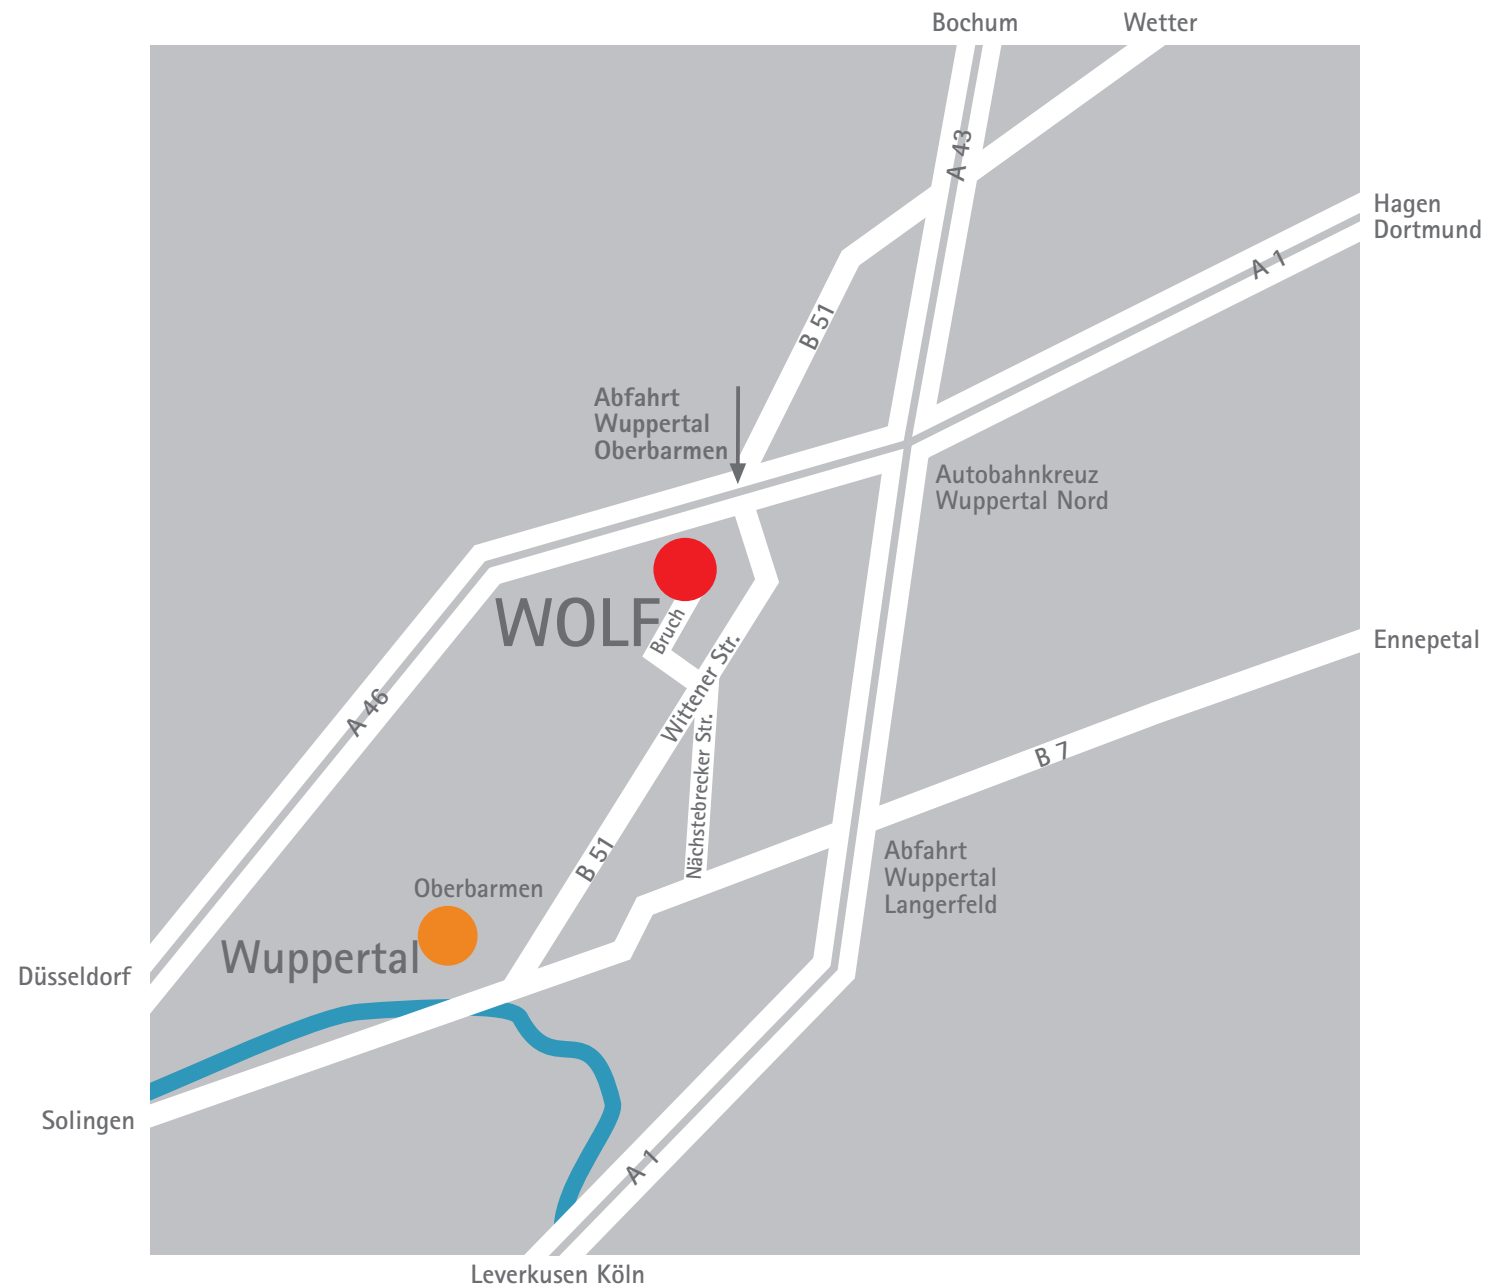 Bochum
Wetter
A 43
Hagen
Dortmund
A 1
B 51
Abfahrt
Wuppertal
Oberbarmen
Autobahnkreuz
Wuppertal Nord
WOLF
Bruch
Wittener Str.
Ennepetal
A 46
Nächstebrecker Str.
B 7
B 51
Abfahrt
Wuppertal
Langerfeld
Oberbarmen
Wuppertal
Düsseldorf
Solingen
A 1
Leverkusen Köln